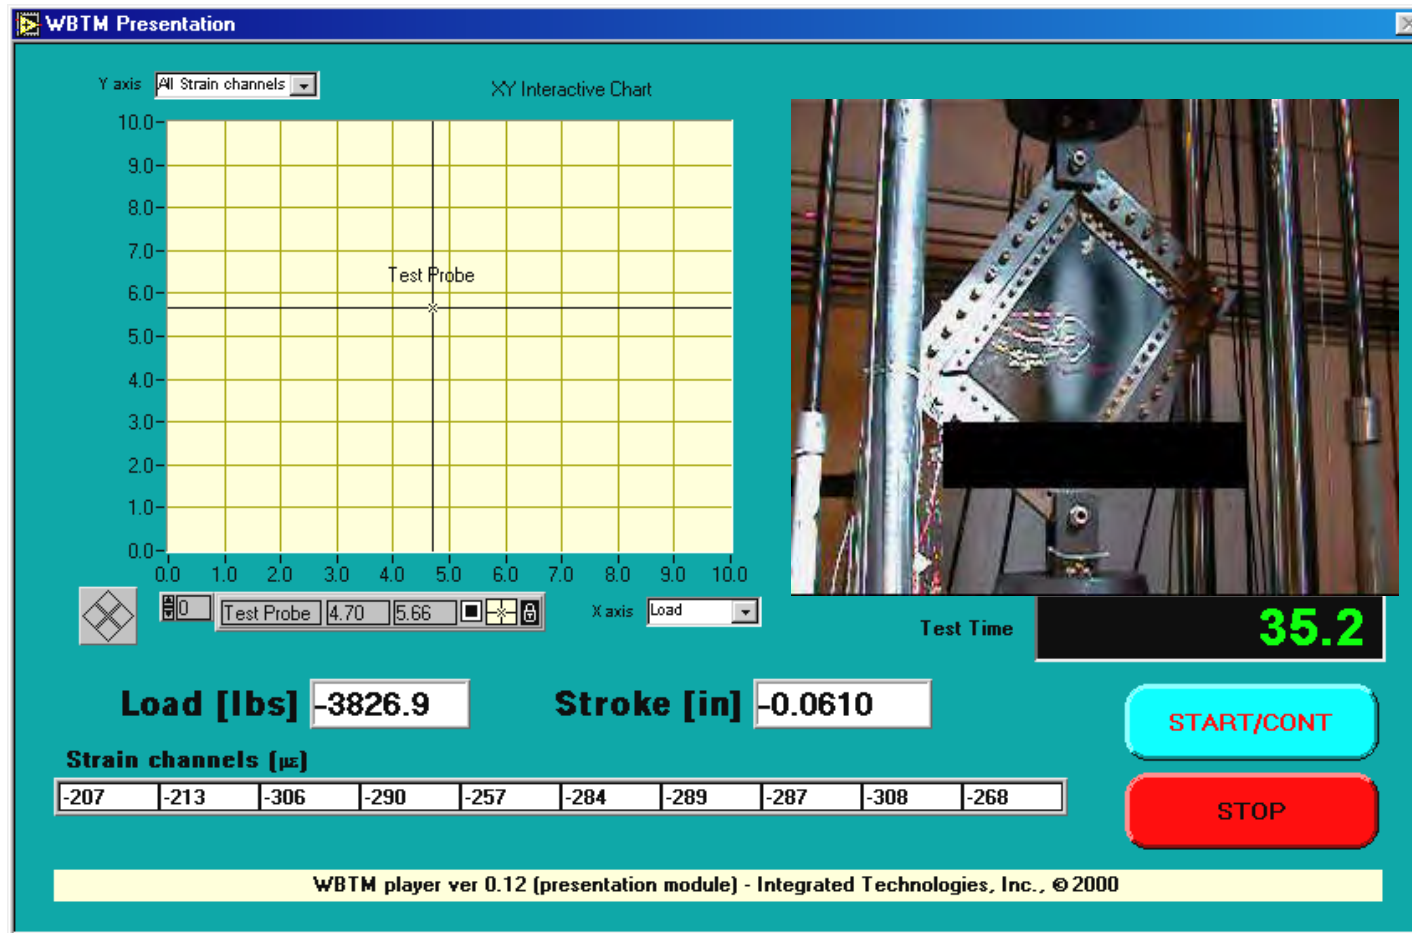 WBTM Presentation
Y axis All Strain channels
XY Interactive Chart
10.0
9.0
8.0
7.0
Test Probe
6.0
5.0
4.0
3.0
2.0
1.0
0.0
0.0 1.0 2.0 3.0 4.0 5.0 6.0 7.0 8.0 9.0 10.0
0 Test Probe 4.70 5.66
X axis Load
Test Time 35.2
Load [lbs] -3826.9 Stroke [in] -0.0610
START/CONT
Strain channels (με)
-207 -213 -306 -290 -257 -284 -289 -287 -308 -268
STOP
WBTM player ver 0.12 (presentation module) - Integrated Technologies, Inc., © 2000